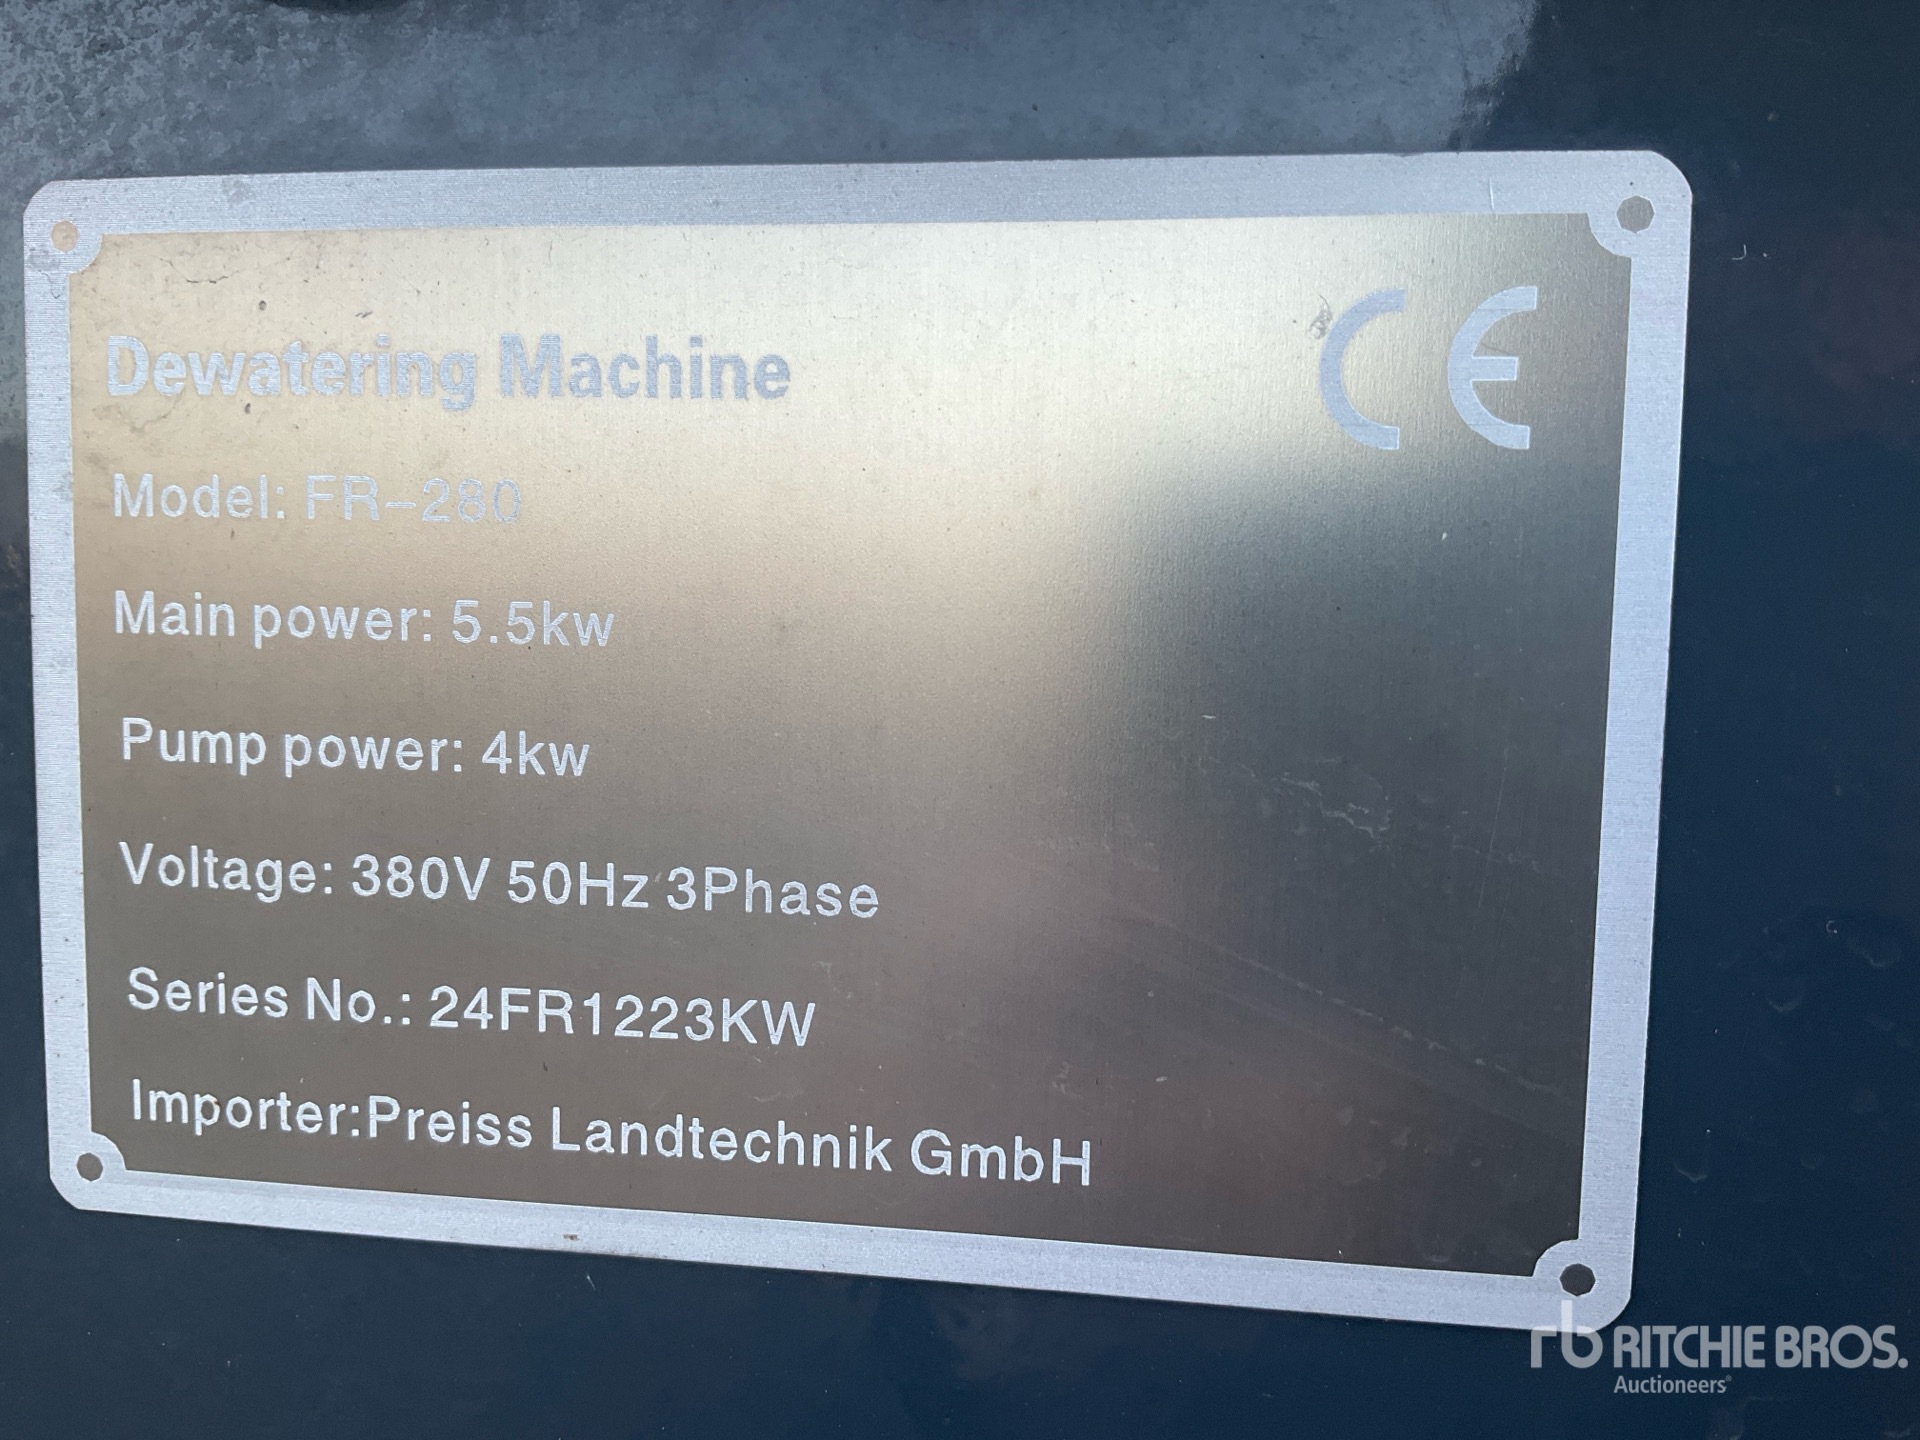 Dewatering Machine
CE
Model: FR-280
Main power: 5.5kw
Pump power: 4kw
Voltage: 380V 50Hz 3Phase
Series No.: 24FR1223KW
Importer:Preiss Landtechnik GmbH
rb RITCHIE BROS.
Auctioneers®